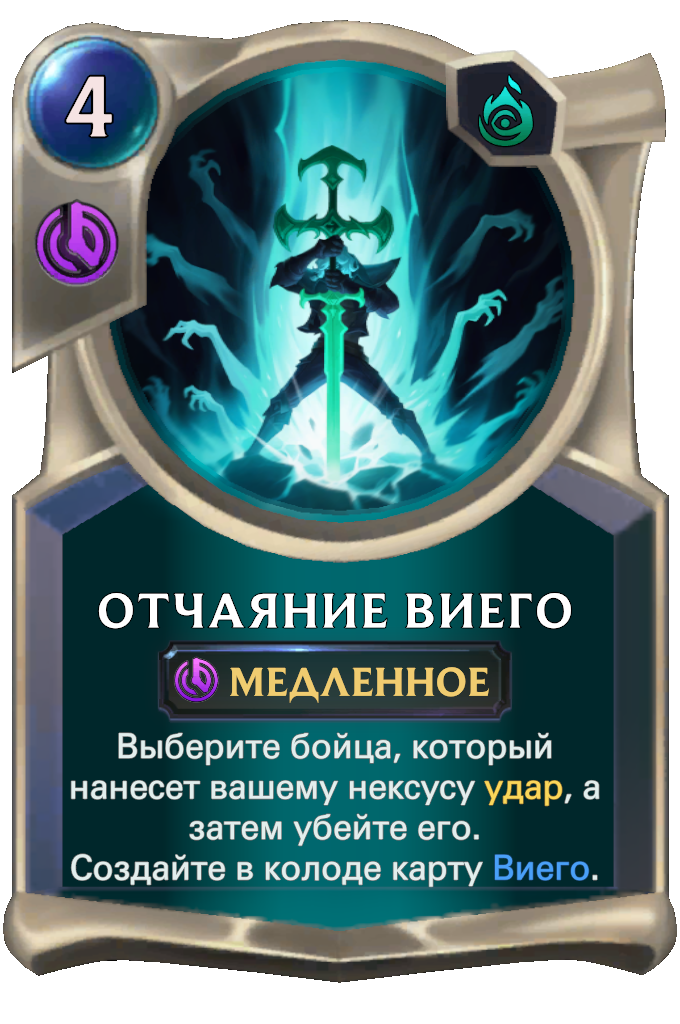 4
ОТЧАЯНИЕ ВИЕГО
МЕДЛЕННОЕ
Выберите бойца, который
нанесет вашему нексусу удар, а
затем убейте его.
Создайте в колоде карту Виего.